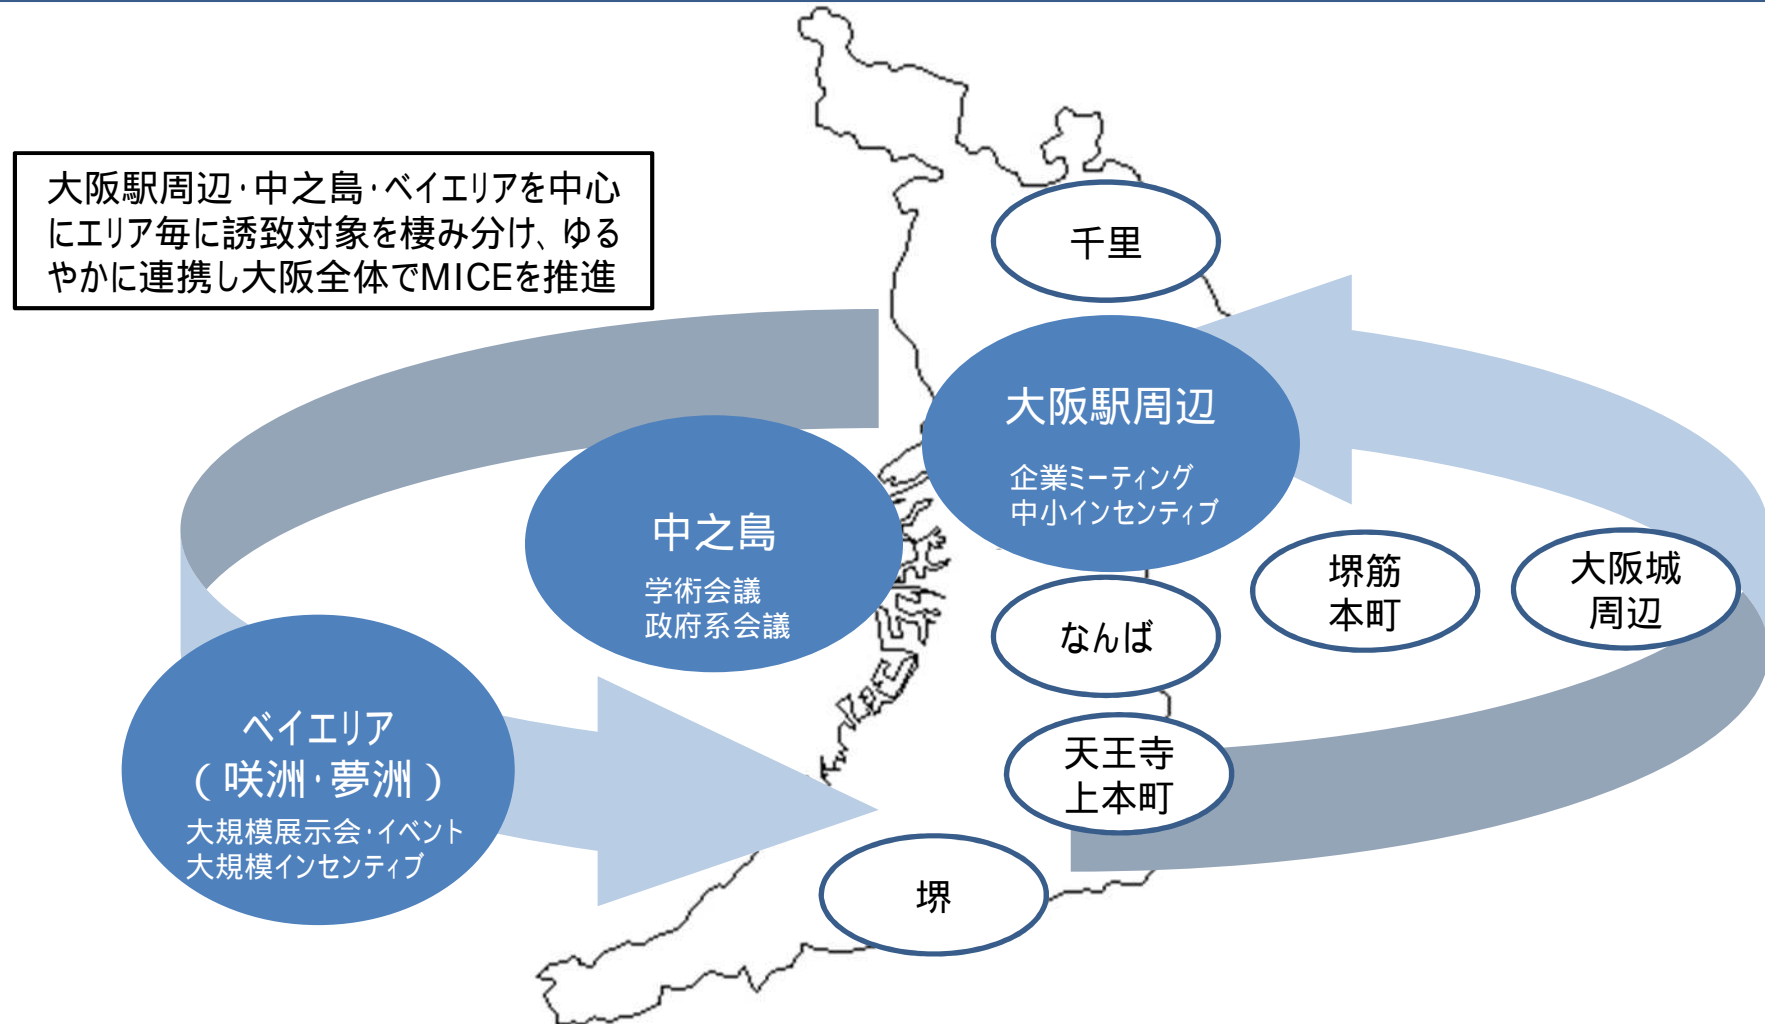 大阪駅周辺・中之島・ベイエリアを中心
にエリア毎に誘致対象を棲み分け、ゆる
やかに連携し大阪全体でMICEを推進
千里
大阪駅周辺
企業ミーティング
中小インセンティブ
中之島
学術会議
政府系会議
堺筋
本町
大阪城
周辺
なんば
ベイエリア
（咲洲・夢洲）
大規模展示会・イベント
大規模インセンティブ
天王寺
上本町
堺